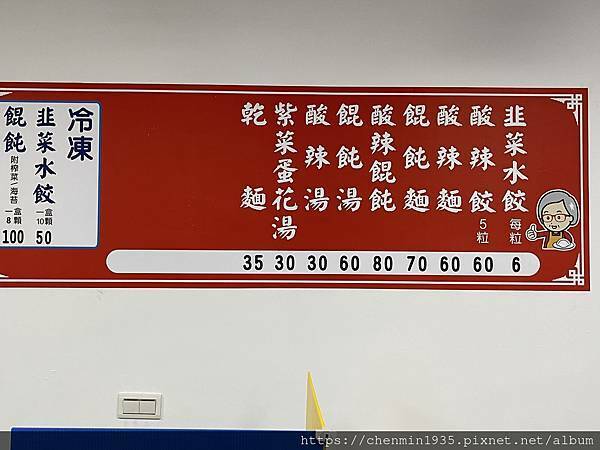 韭菜水餃 每粒 6
酸辣餃 5粒 60
酸辣麵 60
餛飩麵 70
酸辣餛飩 80
餛飩湯 60
酸辣湯 30
紫菜蛋花湯 30
乾麵 35
冷凍
韭菜水餃 一盒10顆 50
餛飩 附榨菜/海苔 一盒8顆 100
https://chenmin1935.pixnet.net/album